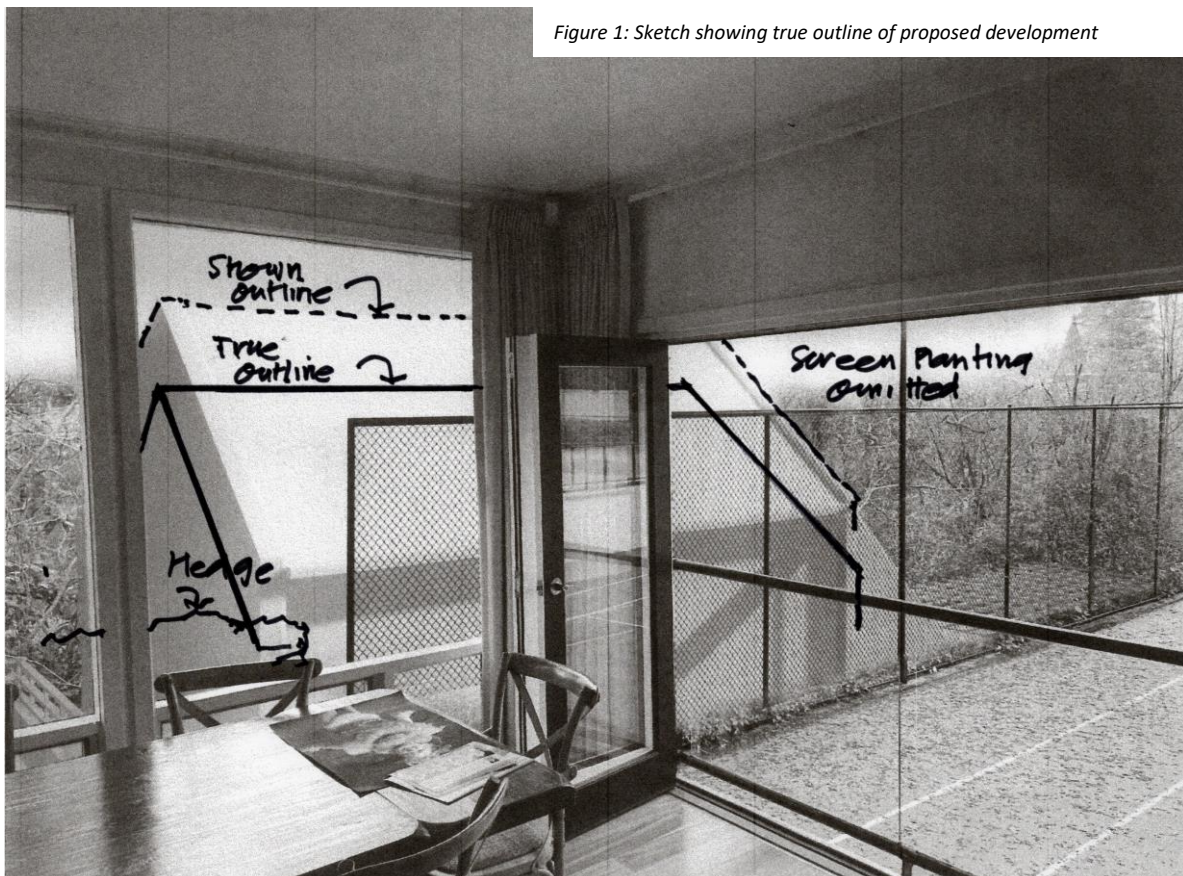 Figure 1: Sketch showing true outline of proposed development
Shown
outline
True
outline
Screen Planting
Omitted
Hedge